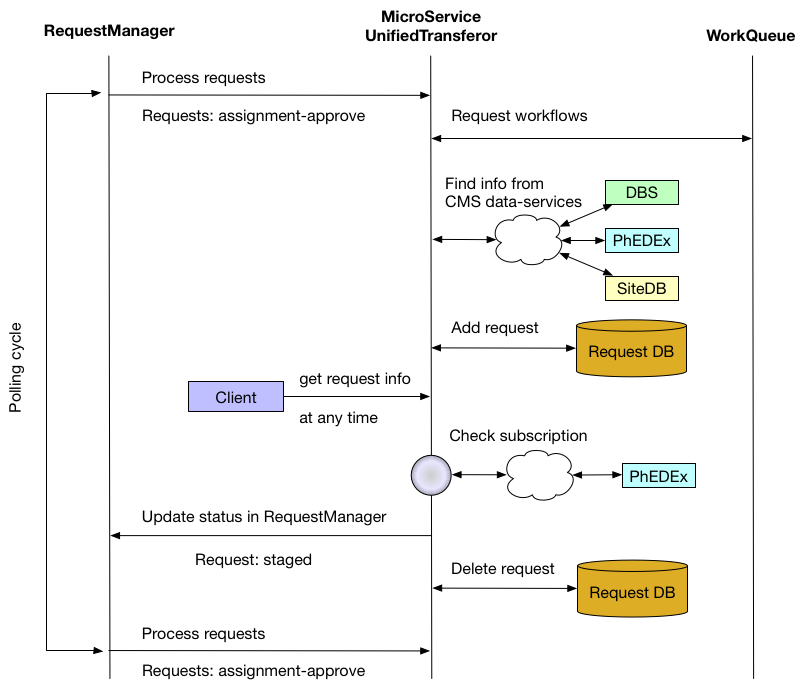 RequestManager
MicroService
UnifiedTransferor
WorkQueue
Process requests
Requests: assignment-approve
Request workflows
Find info from
CMS data-services
DBS
PhEDEx
SiteDB
Add request
Request DB
Polling cycle
get request info
Client
at any time
Check subscription
PhEDEx
Update status in RequestManager
Request: staged
Delete request
Request DB
Process requests
Requests: assignment-approve